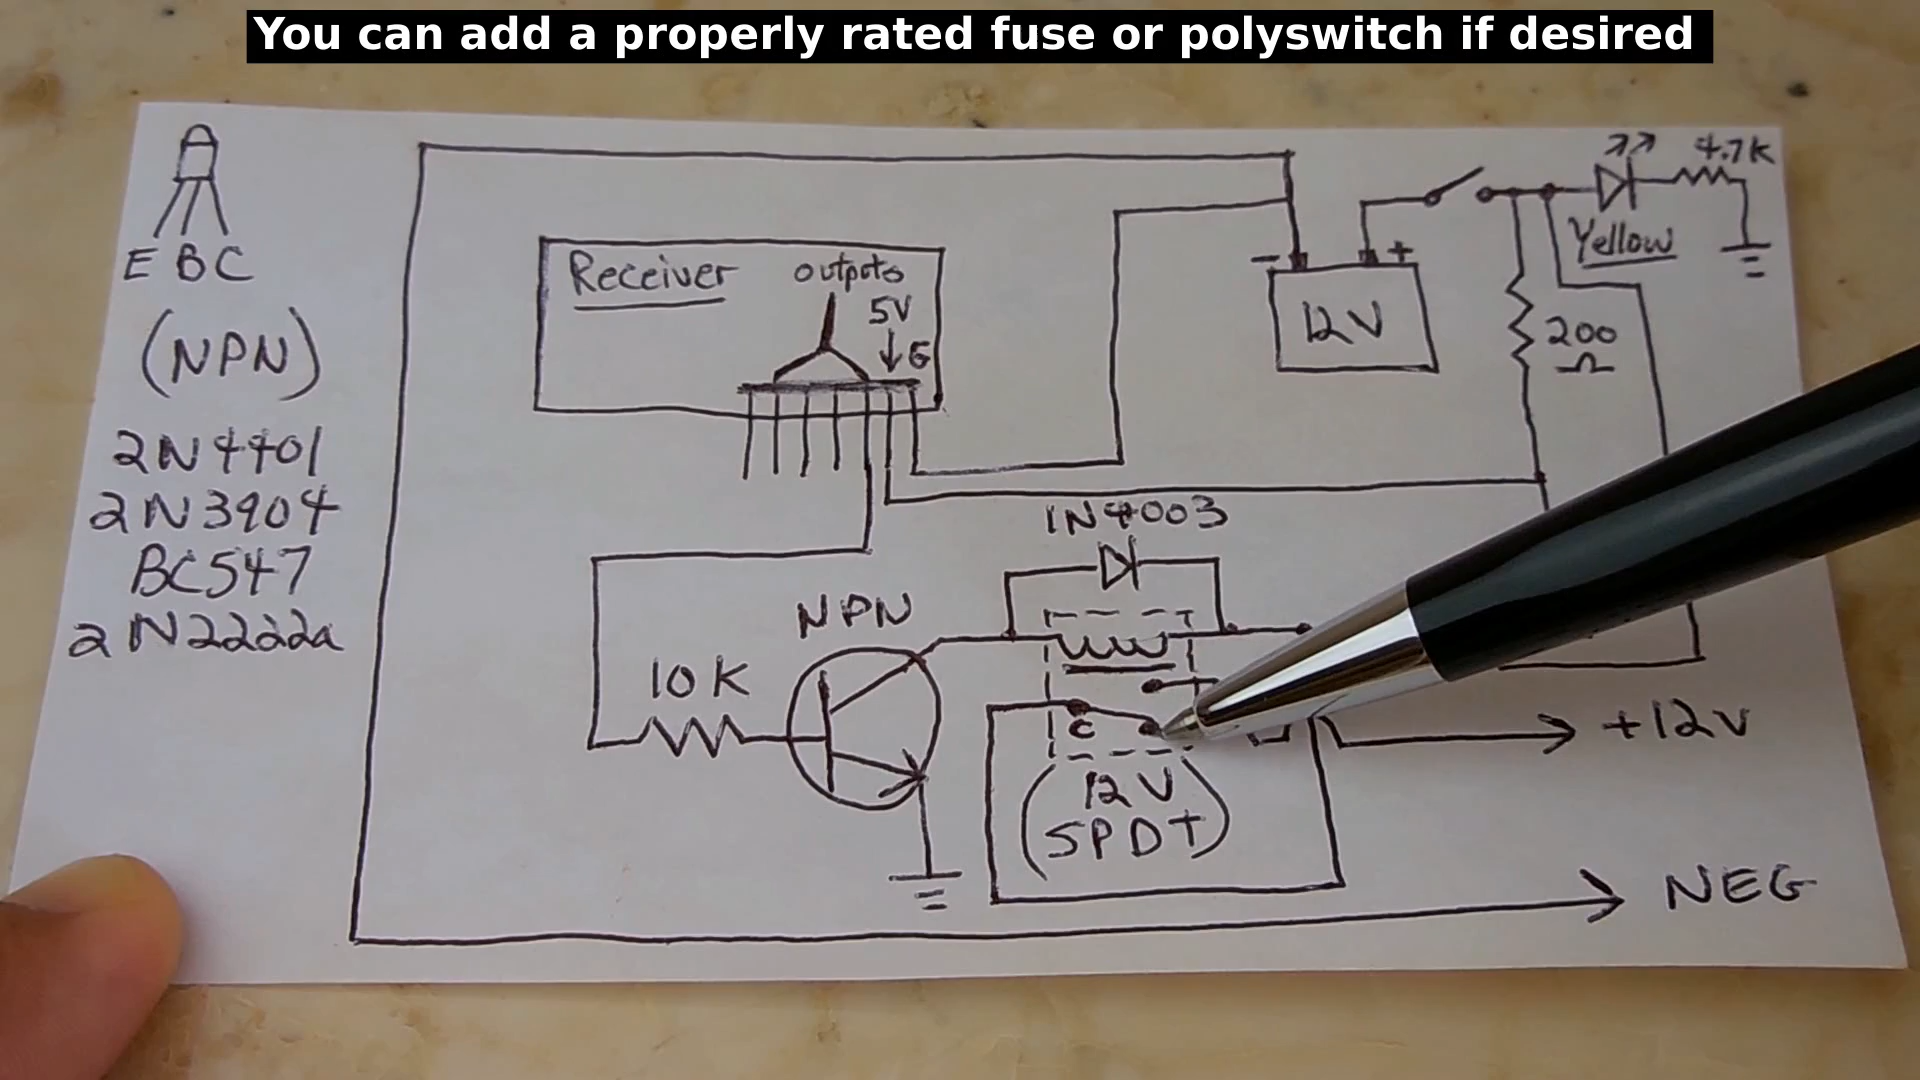 You can add a properly rated fuse or polyswitch if desired
E B C
(NPN)
2N4401
2N3904
BC547
2N2222a
Receiver
outputs
5V
G
- +
12V
4.7K
Yellow
200
Ω
1N4003
NPN
10K
C
(12V
SPDT)
+12V
NEG